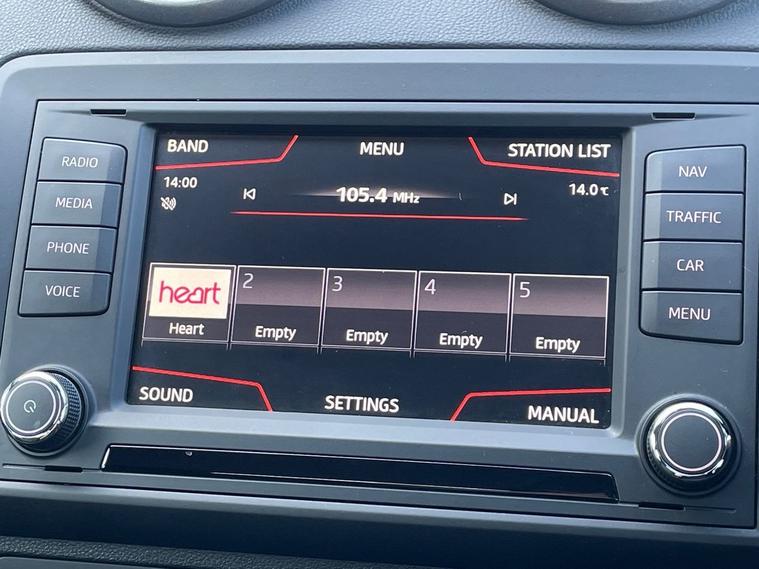 RADIO
MEDIA
PHONE
VOICE
BAND
MENU
STATION LIST
14:00
105.4 MHz
14.0℃
heart
Heart
2
Empty
3
Empty
4
Empty
5
Empty
SOUND
SETTINGS
MANUAL
NAV
TRAFFIC
CAR
MENU